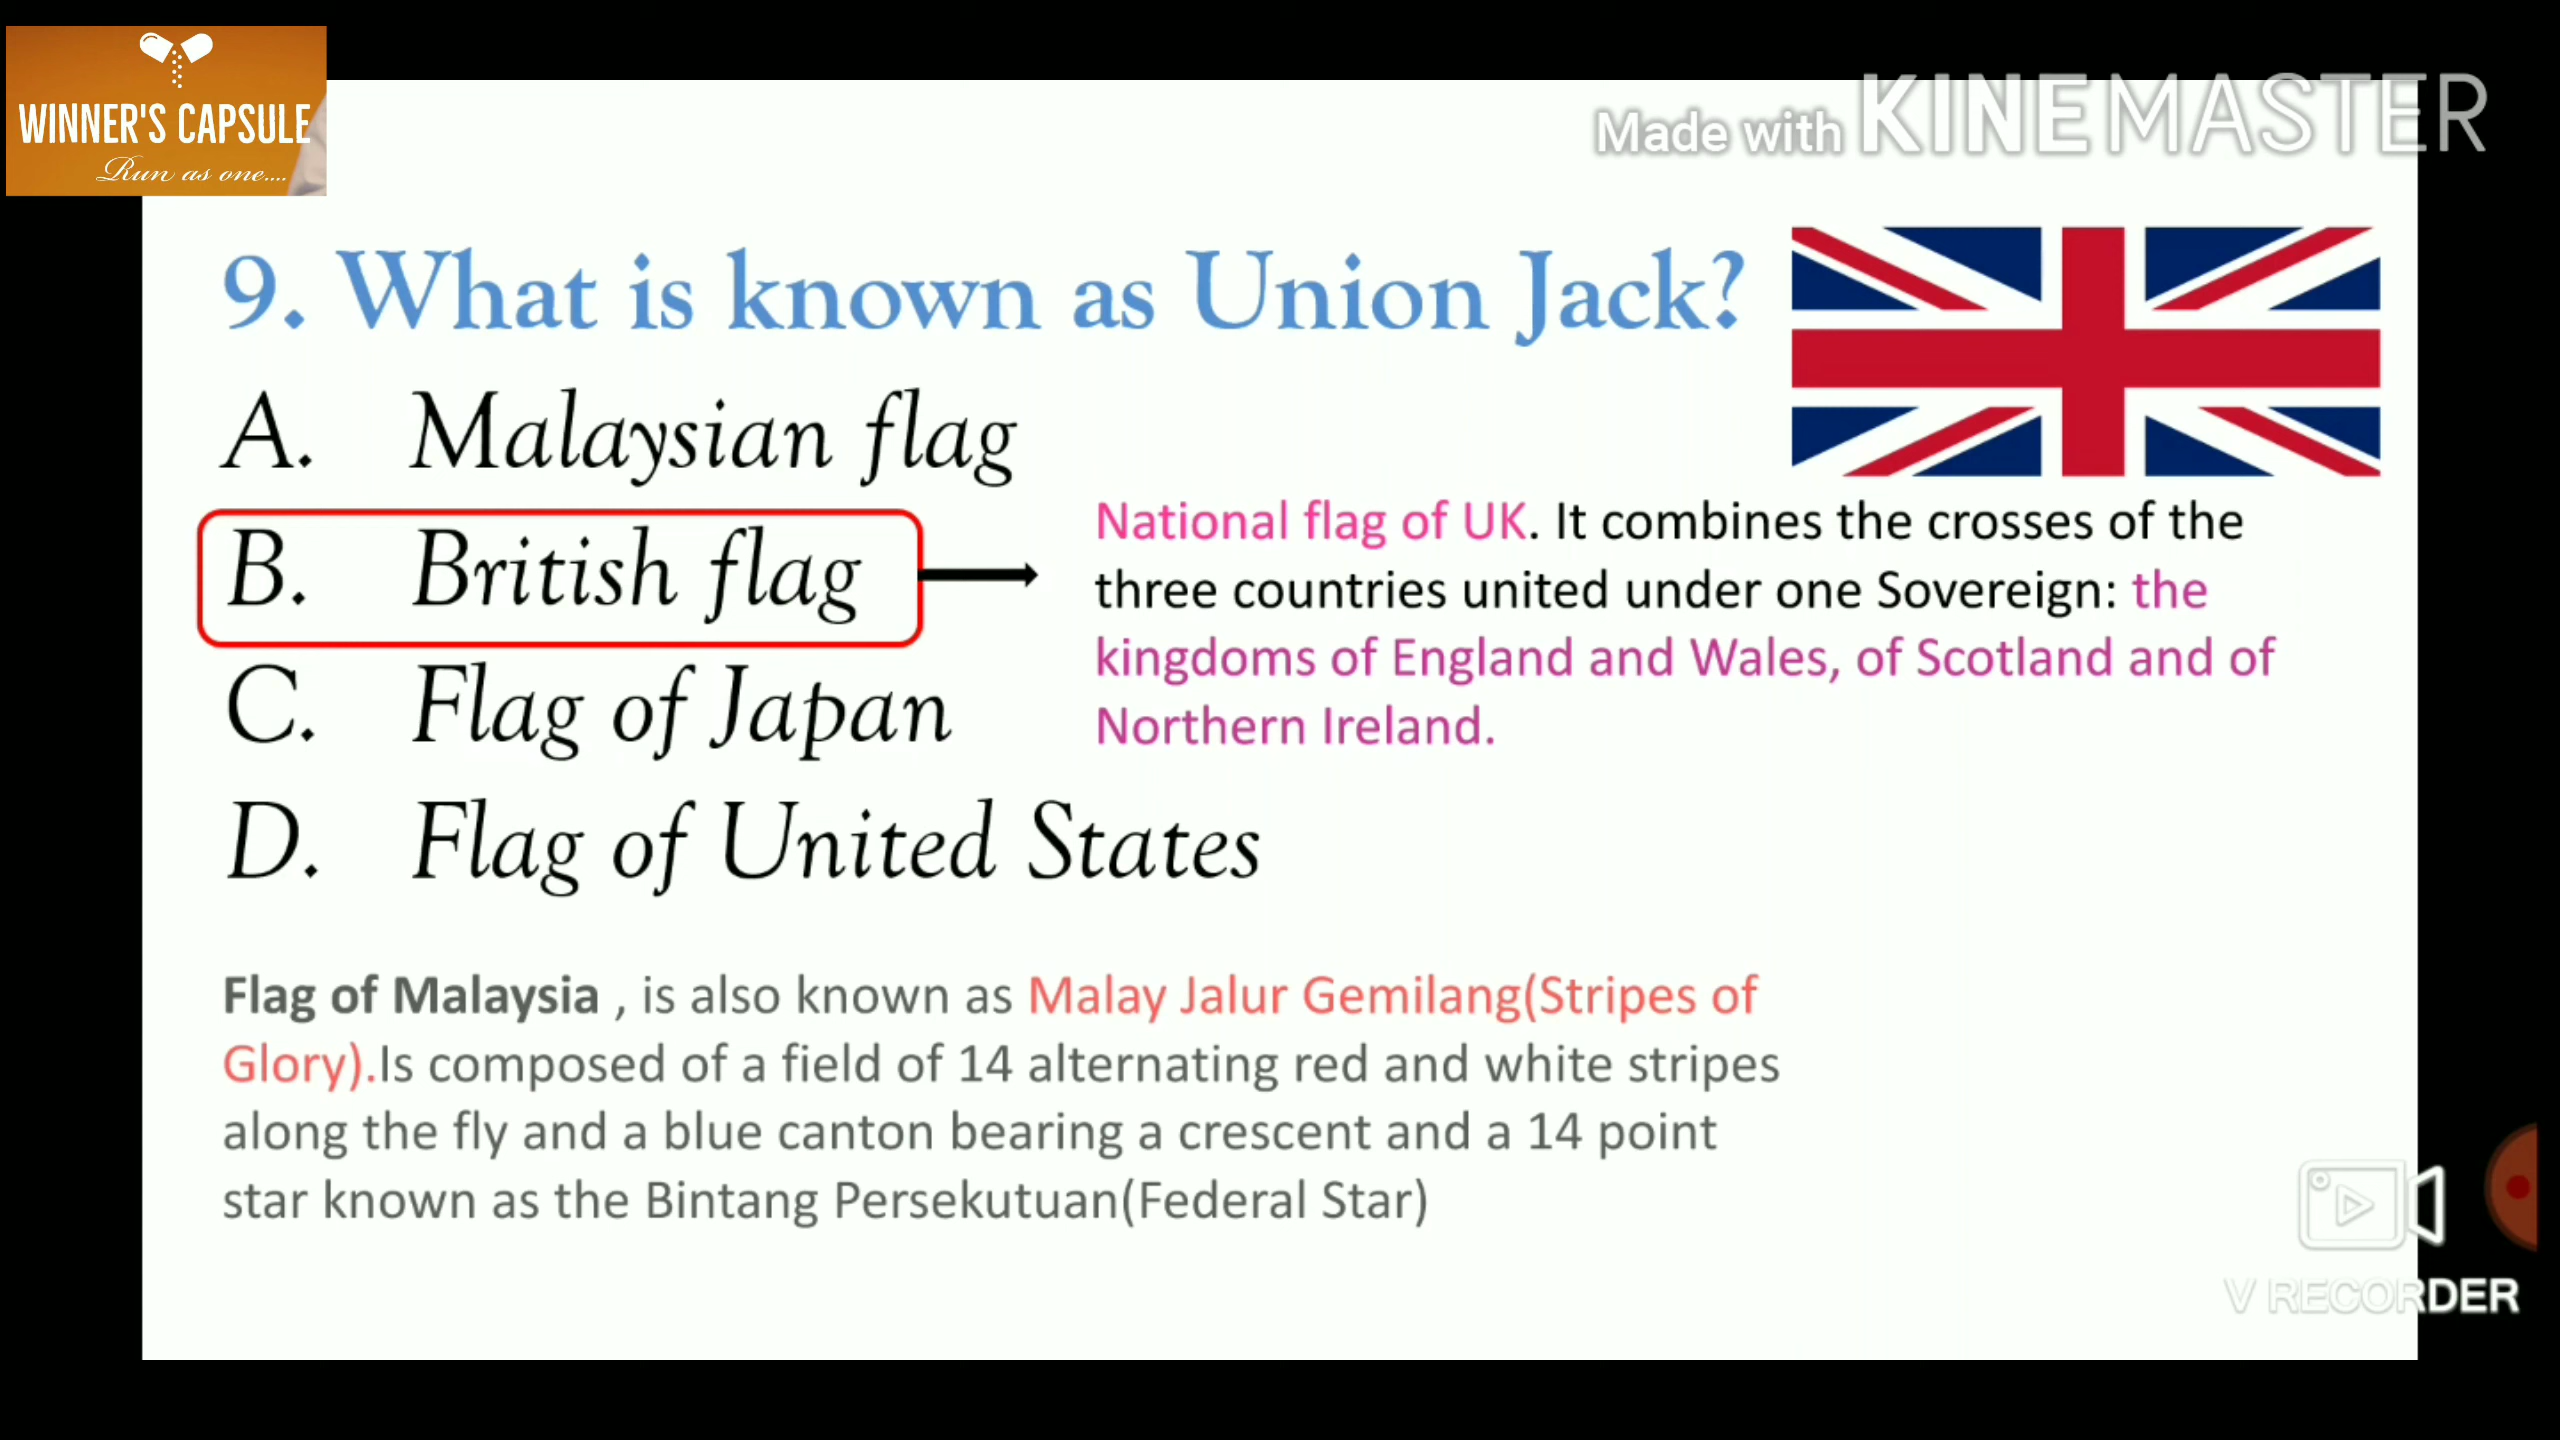 WINNER'S CAPSULE
Run as one....
Made with KINEMASTER
9. What is known as Union Jack?
A. Malaysian flag
B. British flag
National flag of UK. It combines the crosses of the
three countries united under one Sovereign: the
kingdoms of England and Wales, of Scotland and of
Northern Ireland.
C. Flag of Japan
D. Flag of United States
Flag of Malaysia , is also known as Malay Jalur Gemilang(Stripes of
Glory).Is composed of a field of 14 alternating red and white stripes
along the fly and a blue canton bearing a crescent and a 14 point
star known as the Bintang Persekutuan(Federal Star)
V RECORDER